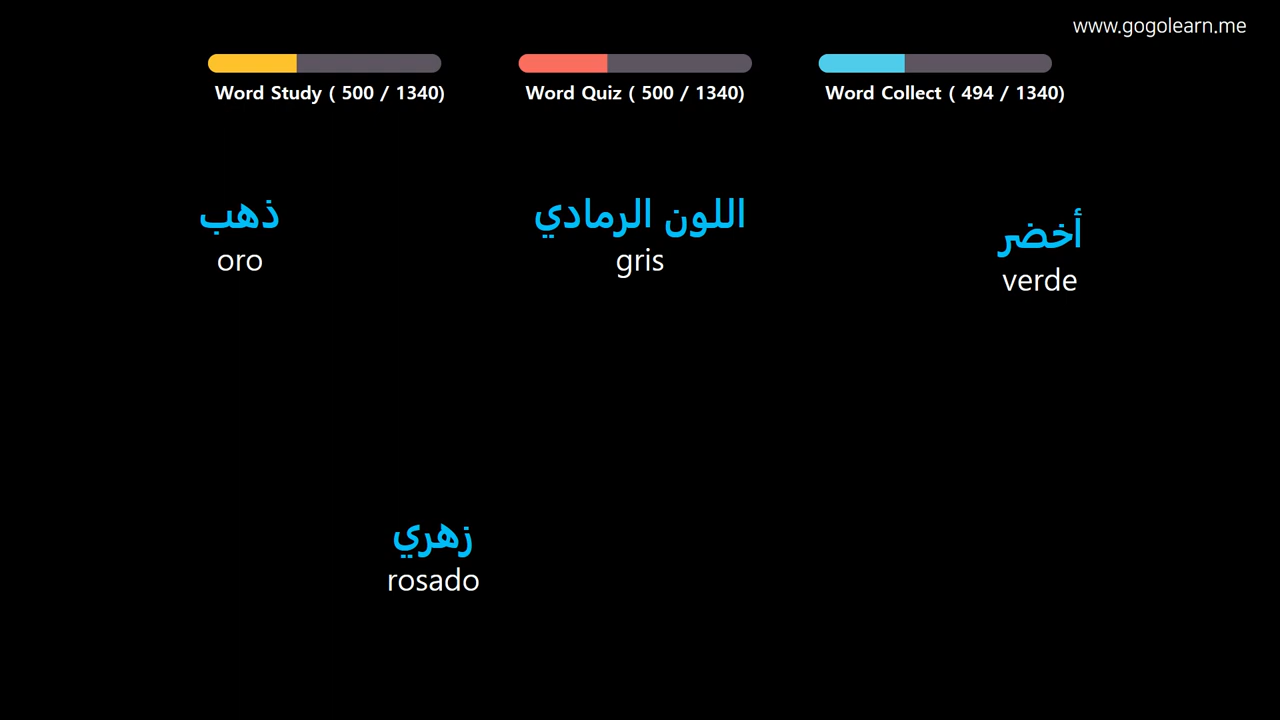 www.gogolearn.me
Word Study ( 500 / 1340)
Word Quiz ( 500 / 1340)
Word Collect ( 494 / 1340)
ذهب
oro
اللون الرمادي
gris
أخضر
verde
زهري
rosado